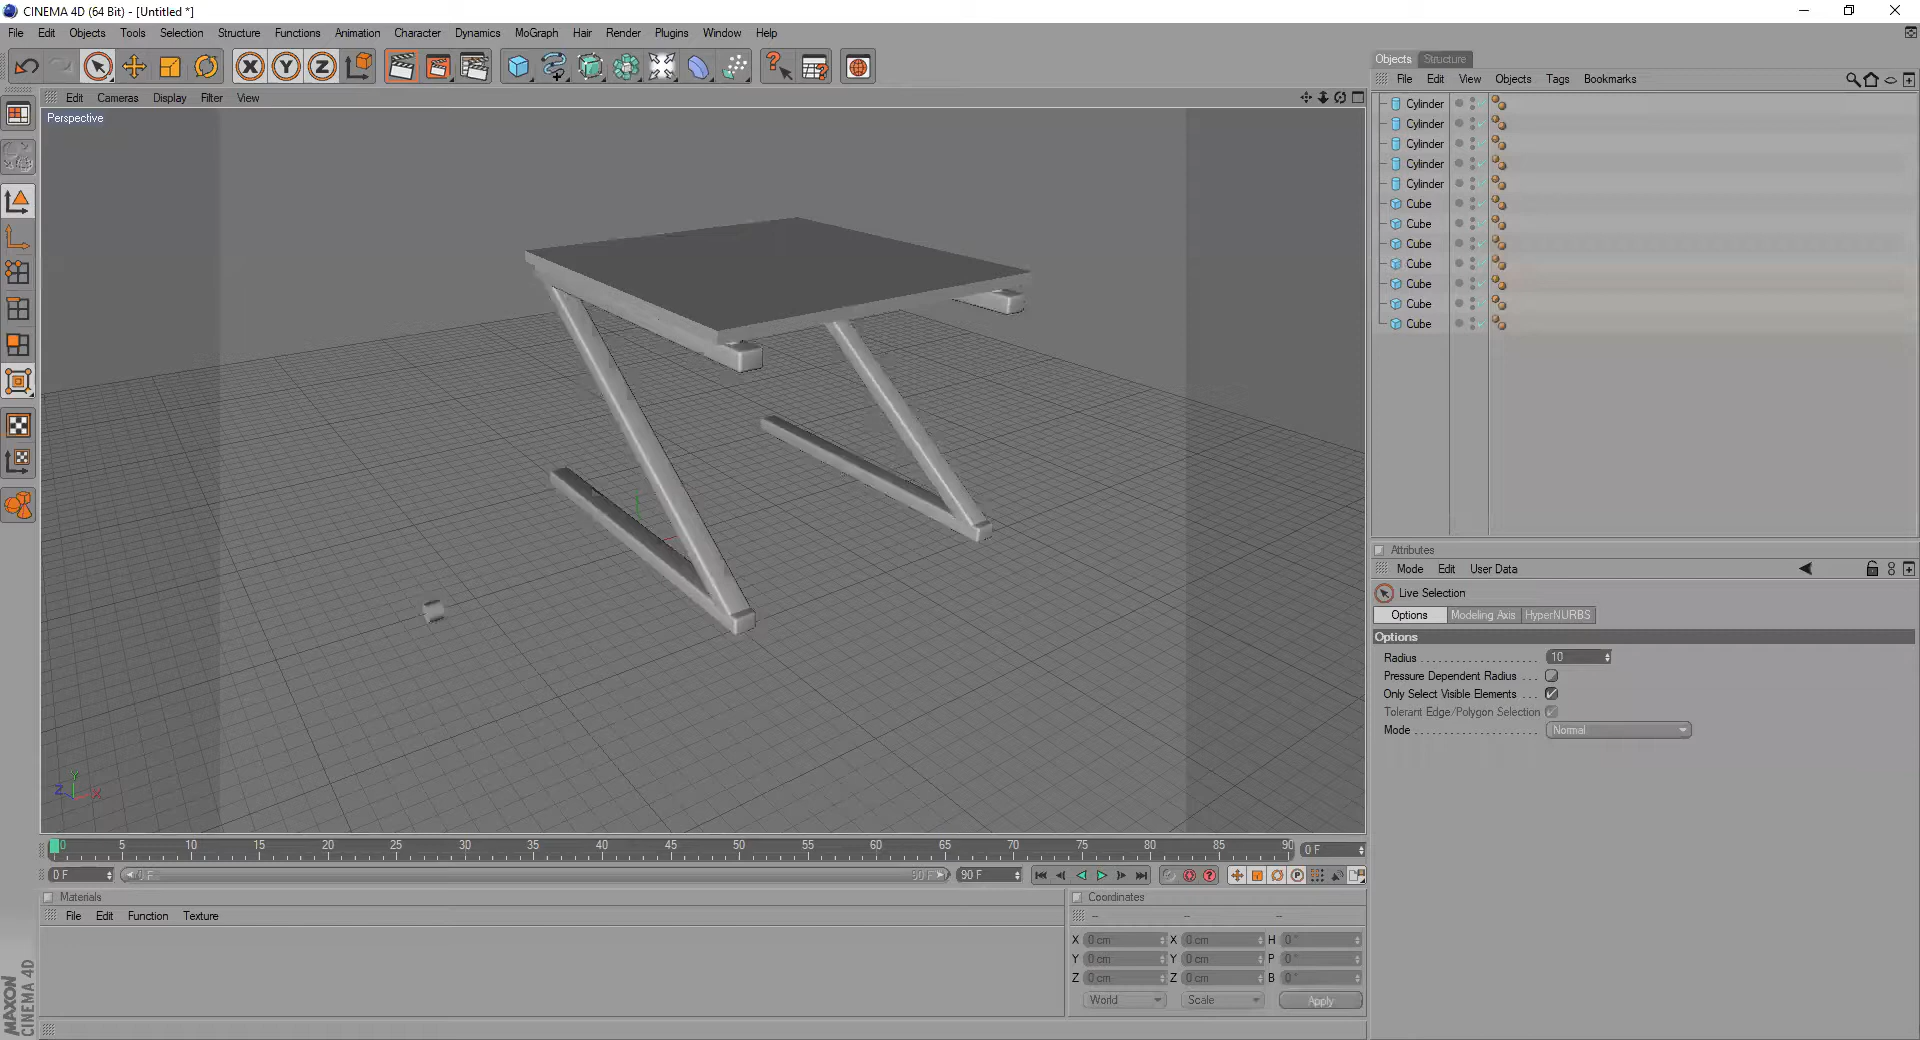 CINEMA 4D (64 Bit) - [Untitled *]
File Edit Objects Tools Selection Structure Functions Animation Character Dynamics MoGraph Hair Render Plugins Window Help
X Y Z
Objects Structure
File Edit View Objects Tags Bookmarks
Edit Cameras Display Filter View
Perspective
Cylinder
Cylinder
Cylinder
Cylinder
Cylinder
Cube
Cube
Cube
Cube
Cube
Cube
Cube
Attributes
Mode Edit User Data
Live Selection
Options Modeling Axis HyperNURBS
Options
Radius 10
Pressure Dependent Radius
Only Select Visible Elements
Tolerant Edge/Polygon Selection
Mode Normal
Y
Z X
0 5 10 15 20 25 30 35 40 45 50 55 60 65 70 75 80 85 90 0 F
0 F 0 F 90 F 90 F
Materials
File Edit Function Texture
Coordinates
-- -- --
X 0 cm X 0 cm H 0 °
Y 0 cm Y 0 cm P 0 °
Z 0 cm Z 0 cm B 0 °
World Scale Apply
MAXON
CINEMA 4D